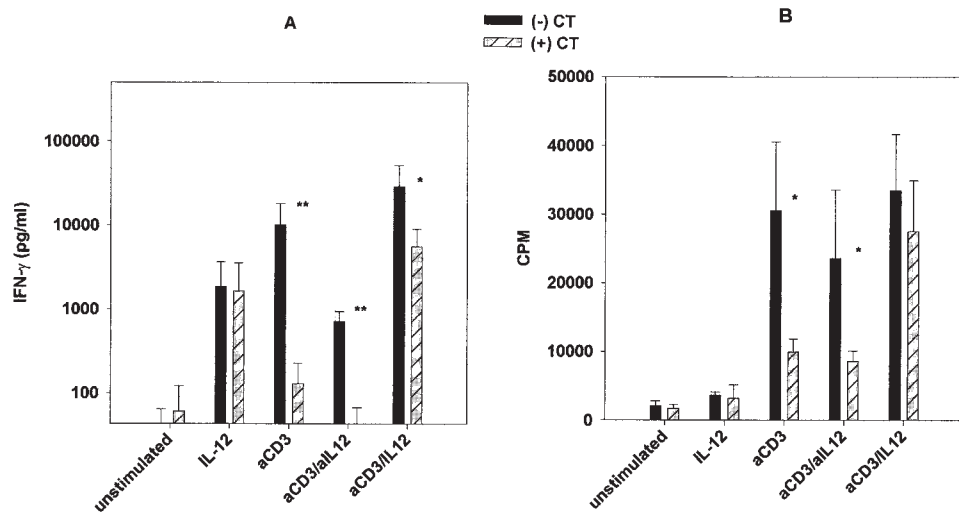 A
(-) CT
(+) CT
B
IFN-γ (pg/ml)
100000
10000
1000
100
**
**
*
unstimulated
IL-12
aCD3
aCD3/aIL12
aCD3/IL12
CPM
50000
40000
30000
20000
10000
0
*
*
unstimulated
IL-12
aCD3
aCD3/aIL12
aCD3/IL12